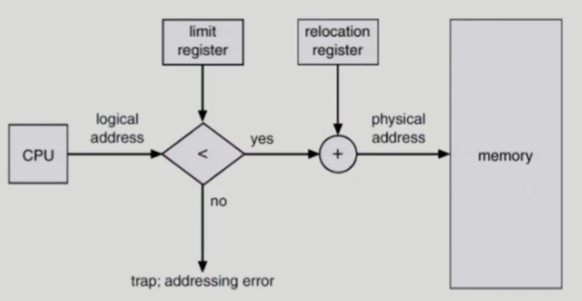 limit
register
relocation
register
logical
address
yes
physical
address
CPU
<
+
memory
no
trap; addressing error